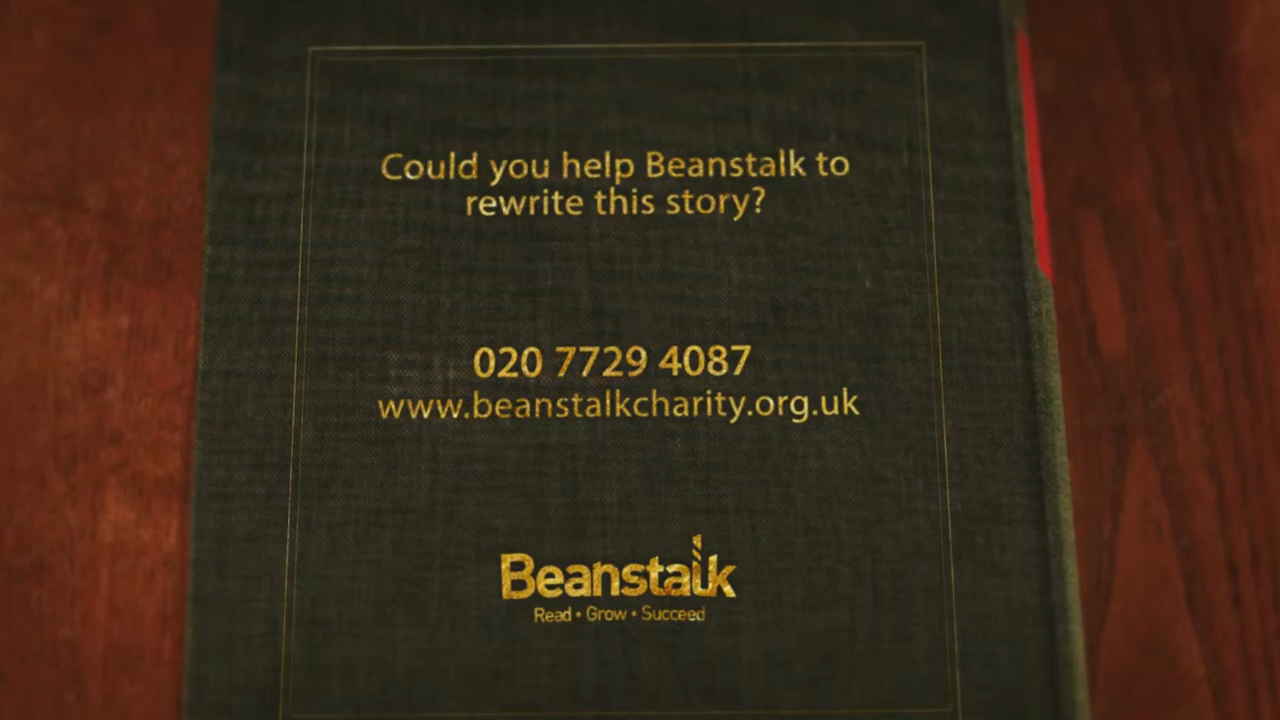 Could you help Beanstalk to
rewrite this story?
020 7729 4087
www.beanstalkcharity.org.uk
Beanstalk
Read • Grow • Succeed